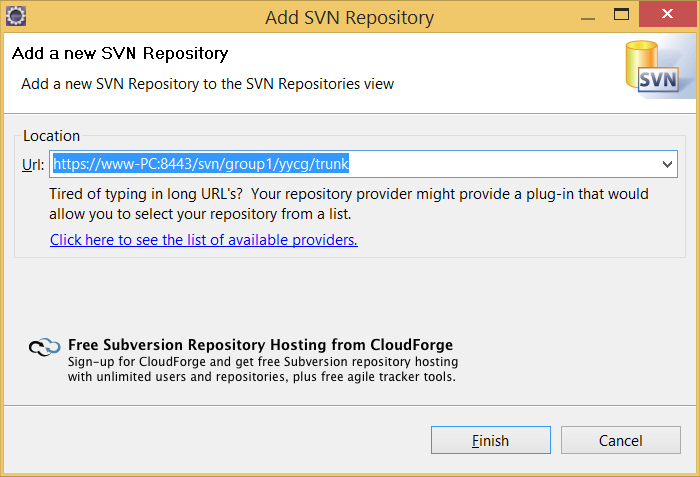 Add SVN Repository
Add a new SVN Repository
Add a new SVN Repository to the SVN Repositories view
SVN
Location
Url: https://www-PC:8443/svn/group1/yycg/trunk
Tired of typing in long URL's? Your repository provider might provide a plug-in that would
allow you to select your repository from a list.
Click here to see the list of available providers.
Free Subversion Repository Hosting from CloudForge
Sign-up for CloudForge and get free Subversion repository hosting
with unlimited users and repositories, plus free agile tracker tools.
Finish Cancel